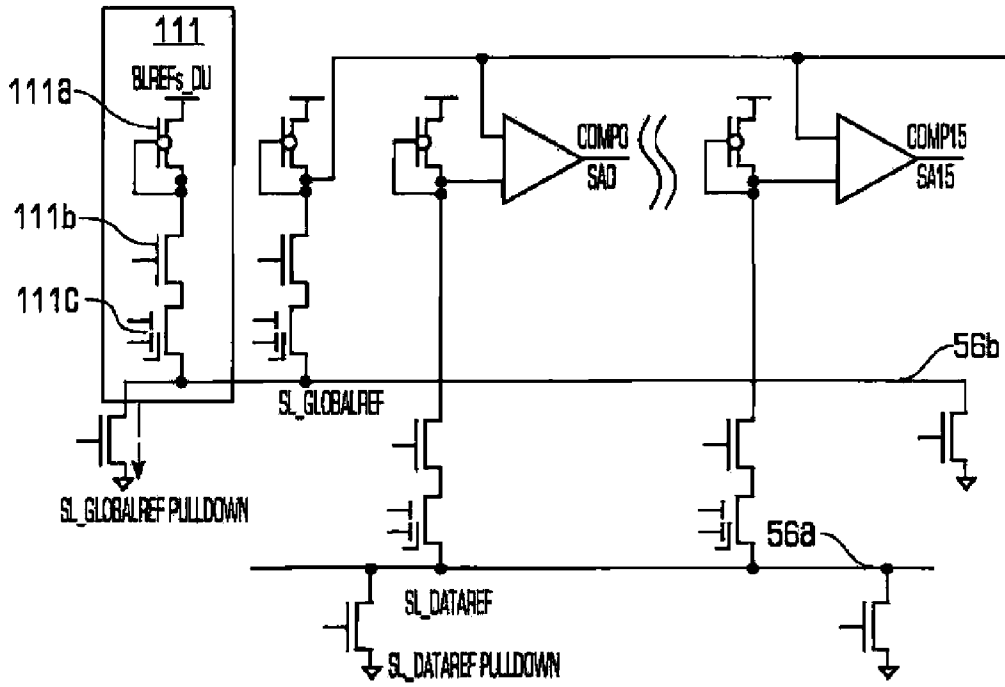 111
BLREFs_DU
111a
COMP0
SA0
COMP15
SA15
111b
111c
56b
SL_GLOBALREF
SL_GLOBALREF PULLDOWN
56a
SL_DATAREF
SL_DATAREF PULLDOWN